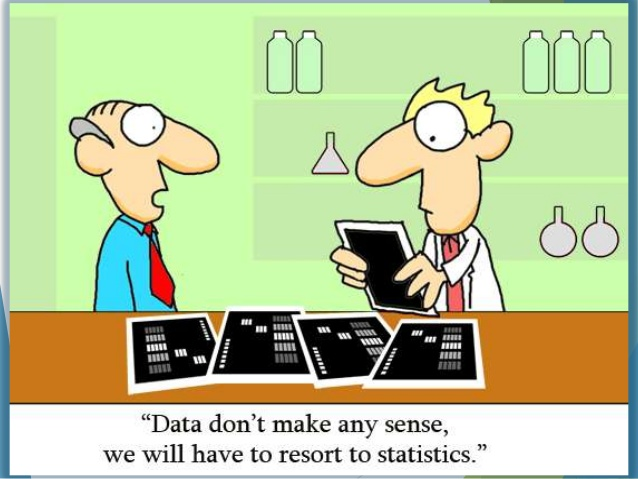 “Data don’t make any sense,
we will have to resort to statistics.”